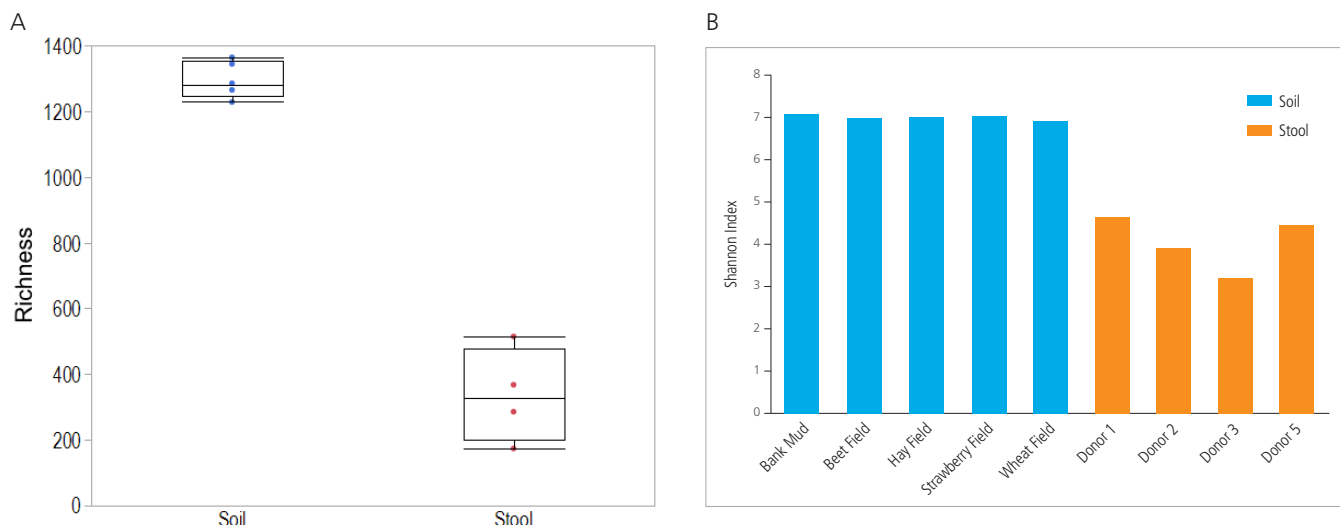 A
Richness
1400
1200
1000
800
600
400
200
0
Soil
Stool
B
Shannon Index
8
7
6
5
4
3
2
1
0
Soil
Stool
Bank Mud
Beet Field
Hay Field
Strawberry Field
Wheat Field
Donor 1
Donor 2
Donor 3
Donor 5